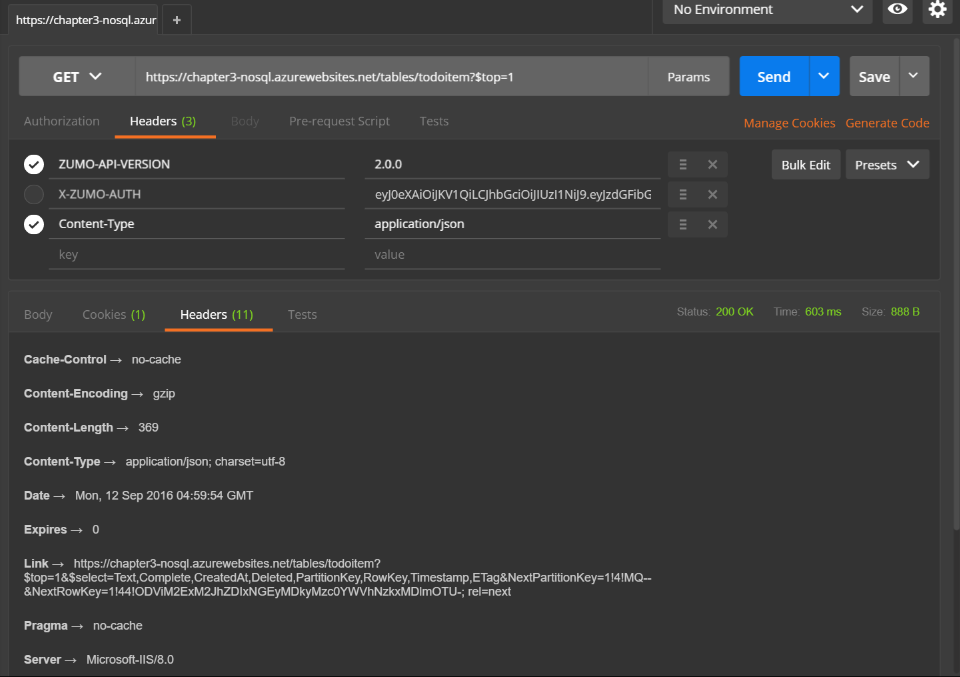 https://chapter3-nosql.azur
+
No Environment
GET
https://chapter3-nosql.azurewebsites.net/tables/todoitem?$top=1
Params
Send
Save
Authorization
Headers (3)
Body
Pre-request Script
Tests
Manage Cookies
Generate Code
ZUMO-API-VERSION
2.0.0
Bulk Edit
Presets
X-ZUMO-AUTH
eyJ0eXAiOiJKV1QiLCJhbGciOiJIUzI1NiJ9.eyJzdGFibG
Content-Type
application/json
key
value
Body
Cookies (1)
Headers (11)
Tests
Status: 200 OK
Time: 603 ms
Size: 888 B
Cache-Control → no-cache
Content-Encoding → gzip
Content-Length → 369
Content-Type → application/json; charset=utf-8
Date → Mon, 12 Sep 2016 04:59:54 GMT
Expires → 0
Link → https://chapter3-nosql.azurewebsites.net/tables/todoitem?
$top=1&$select=Text,Complete,CreatedAt,Deleted,PartitionKey,RowKey,Timestamp,ETag&NextPartitionKey=1!4!MQ--
&NextRowKey=1!44!ODViM2ExM2JhZDIxNGEyMDkyMzc0YWVhNzkxMDlmOTU-; rel=next
Pragma → no-cache
Server → Microsoft-IIS/8.0